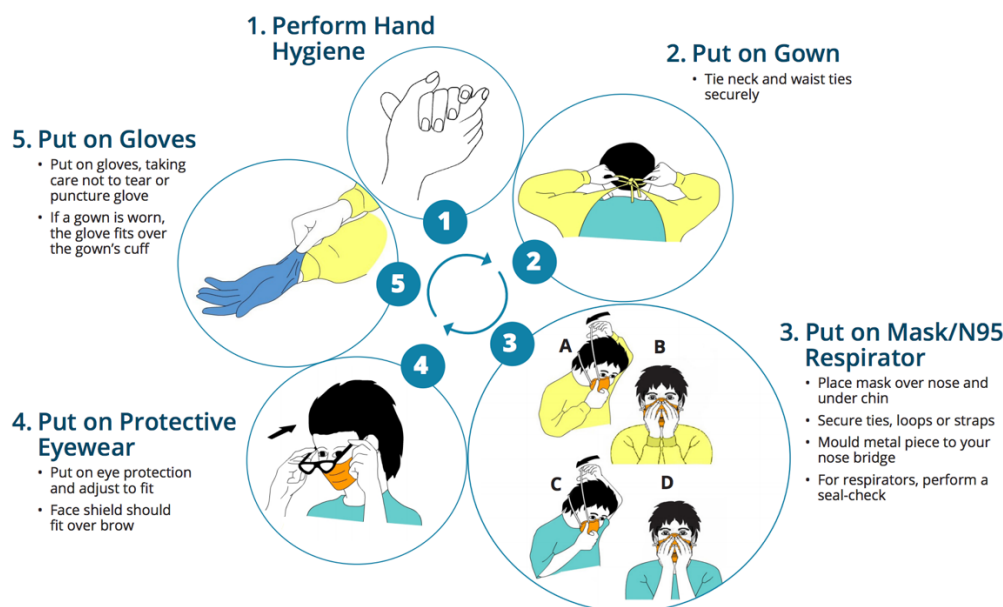 1. Perform Hand
Hygiene
2. Put on Gown
• Tie neck and waist ties
securely
3. Put on Mask/N95
Respirator
• Place mask over nose and
under chin
• Secure ties, loops or straps
• Mould metal piece to your
nose bridge
• For respirators, perform a
seal-check
4. Put on Protective
Eyewear
• Put on eye protection
and adjust to fit
• Face shield should
fit over brow
5. Put on Gloves
• Put on gloves, taking
care not to tear or
puncture glove
• If a gown is worn,
the glove fits over
the gown's cuff
1
2
3
4
5
A
B
C
D